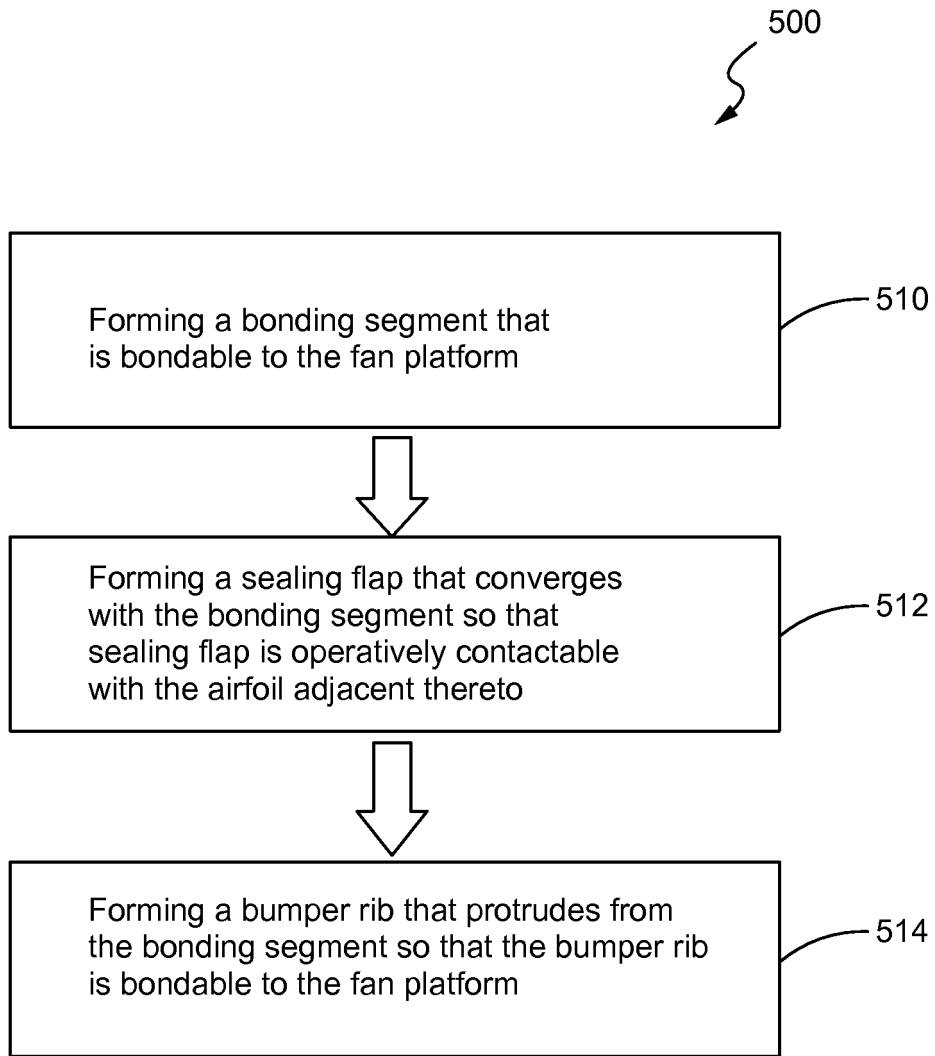 500
Forming a bonding segment that
is bondable to the fan platform
510
Forming a sealing flap that converges
with the bonding segment so that
sealing flap is operatively contactable
with the airfoil adjacent thereto
512
Forming a bumper rib that protrudes from
the bonding segment so that the bumper rib
is bondable to the fan platform
514